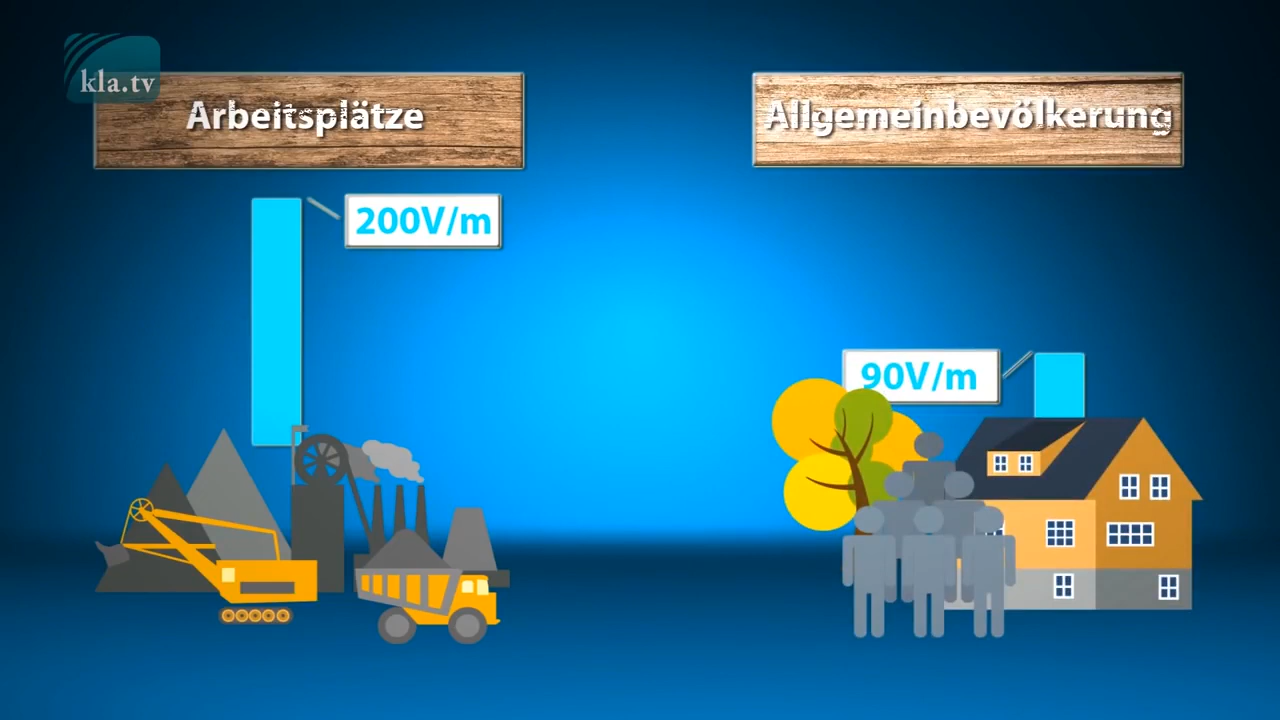 kla.tv
Arbeitsplätze
Allgemeinbevölkerung
200V/m
90V/m